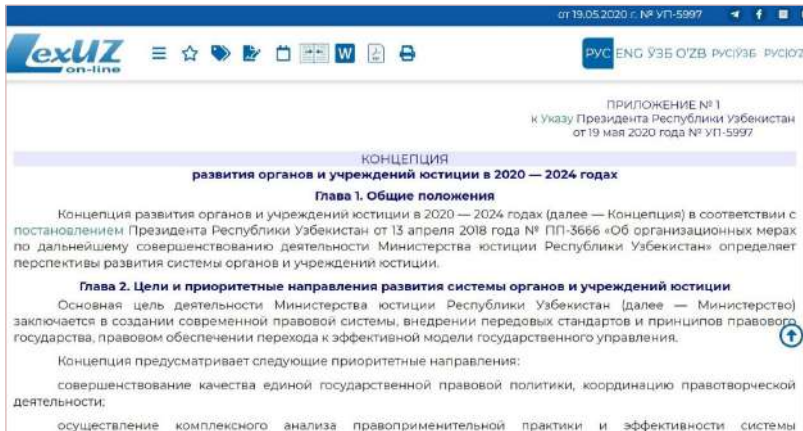 от 19.05.2020 г. № УП-5997
LexUZ
on-line
РУС ENG ЎЗБ O'ZB РУС|ЎЗБ РУС|O'Z
ПРИЛОЖЕНИЕ № 1
к Указу Президента Республики Узбекистан
от 19 мая 2020 года № УП-5997
КОНЦЕПЦИЯ
развития органов и учреждений юстиции в 2020 — 2024 годах
Глава 1. Общие положения
Концепция развития органов и учреждений юстиции в 2020 — 2024 годах (далее — Концепция) в соответствии с
постановлением Президента Республики Узбекистан от 13 апреля 2018 года № ПП-3666 «Об организационных мерах
по дальнейшему совершенствованию деятельности Министерства юстиции Республики Узбекистан» определяет
перспективы развития системы органов и учреждений юстиции.
Глава 2. Цели и приоритетные направления развития системы органов и учреждений юстиции
Основная цель деятельности Министерства юстиции Республики Узбекистан (далее — Министерство)
заключается в создании современной правовой системы, внедрении передовых стандартов и принципов правового
государства, правовом обеспечении перехода к эффективной модели государственного управления.
Концепция предусматривает следующие приоритетные направления:
совершенствование качества единой государственной правовой политики, координацию правотворческой
деятельности;
осуществление комплексного анализа правоприменительной практики и эффективности системы